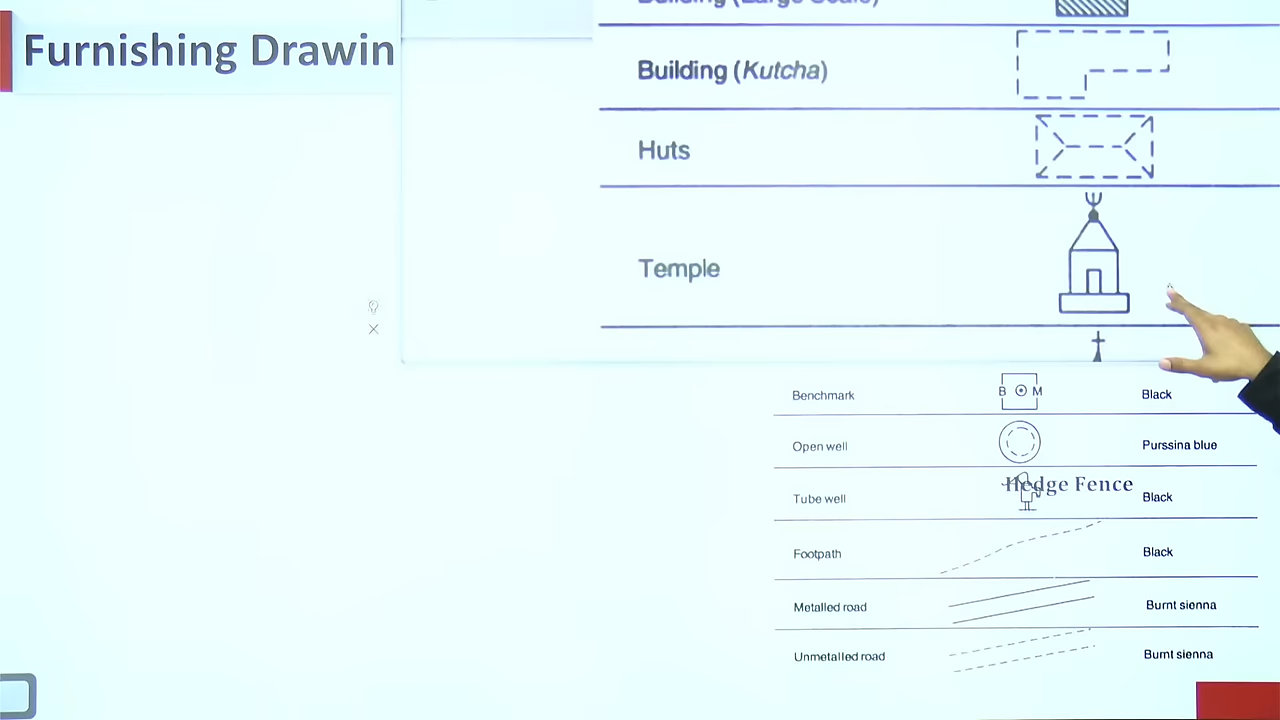 Furnishing Drawin
Building (Large Scale)
Building (Kutcha)
Huts
Temple
Benchmark B M Black
Open well Purssina blue
Hedge Fence
Tube well Black
Footpath Black
Metalled road Burnt sienna
Unmetalled road Burnt sienna